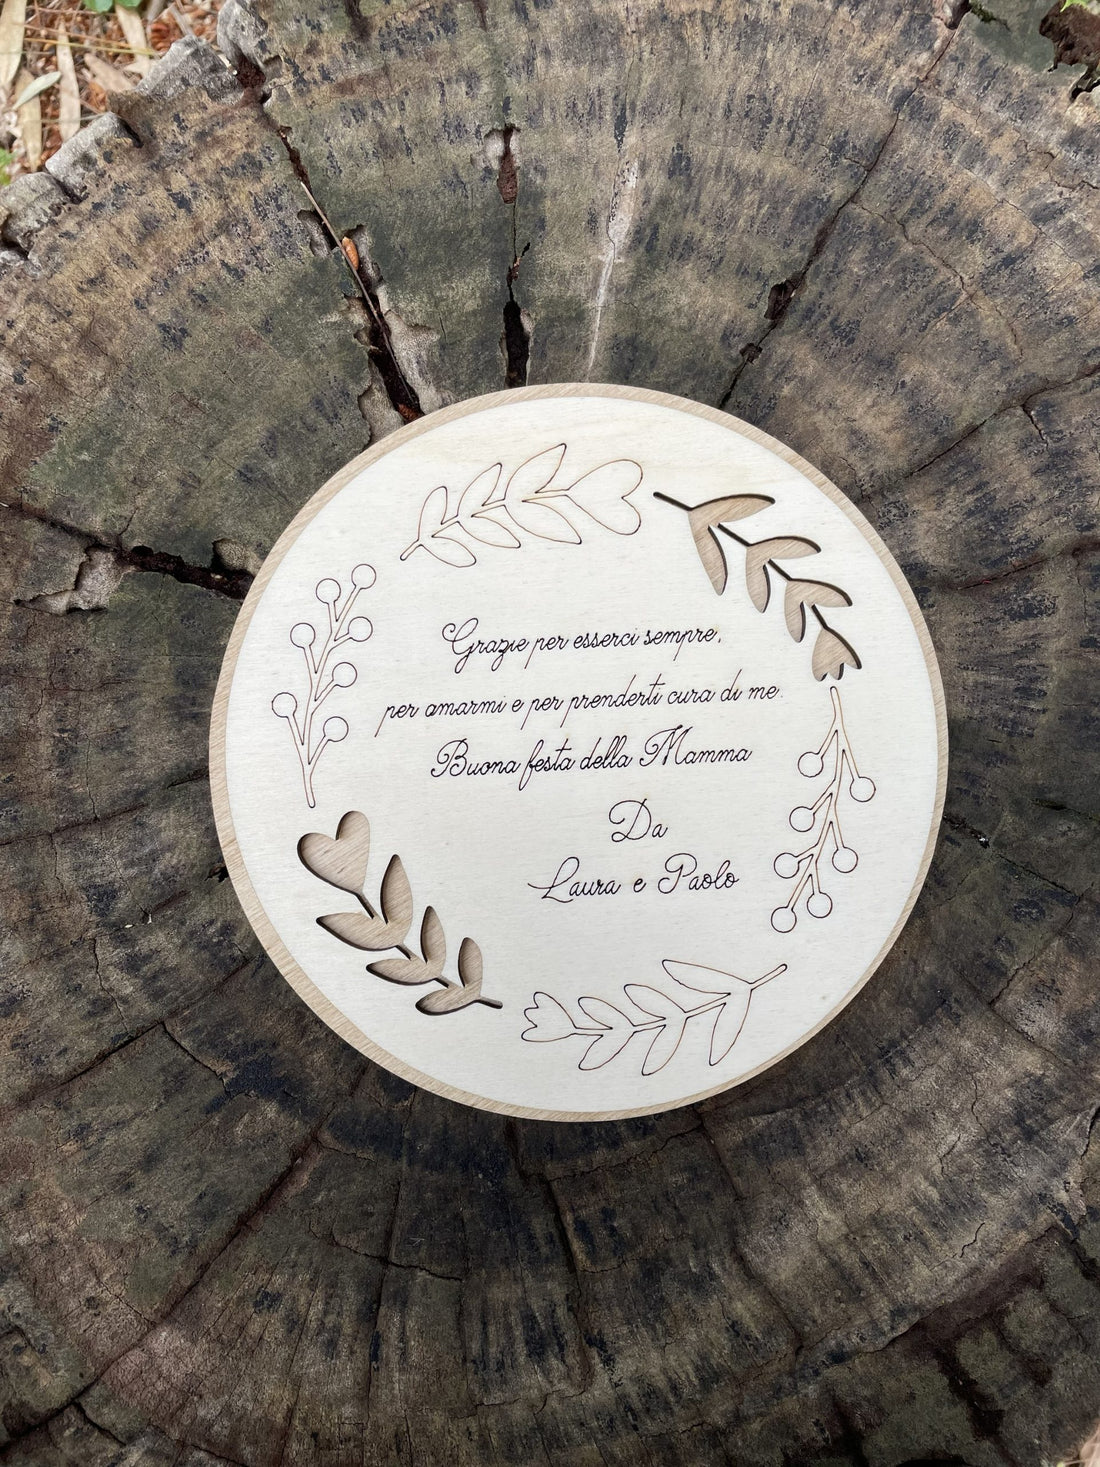 Grazie per esserci sempre,
per amarmi e per prenderti cura di me.
Buona festa della Mamma
Da
Laura e Paolo